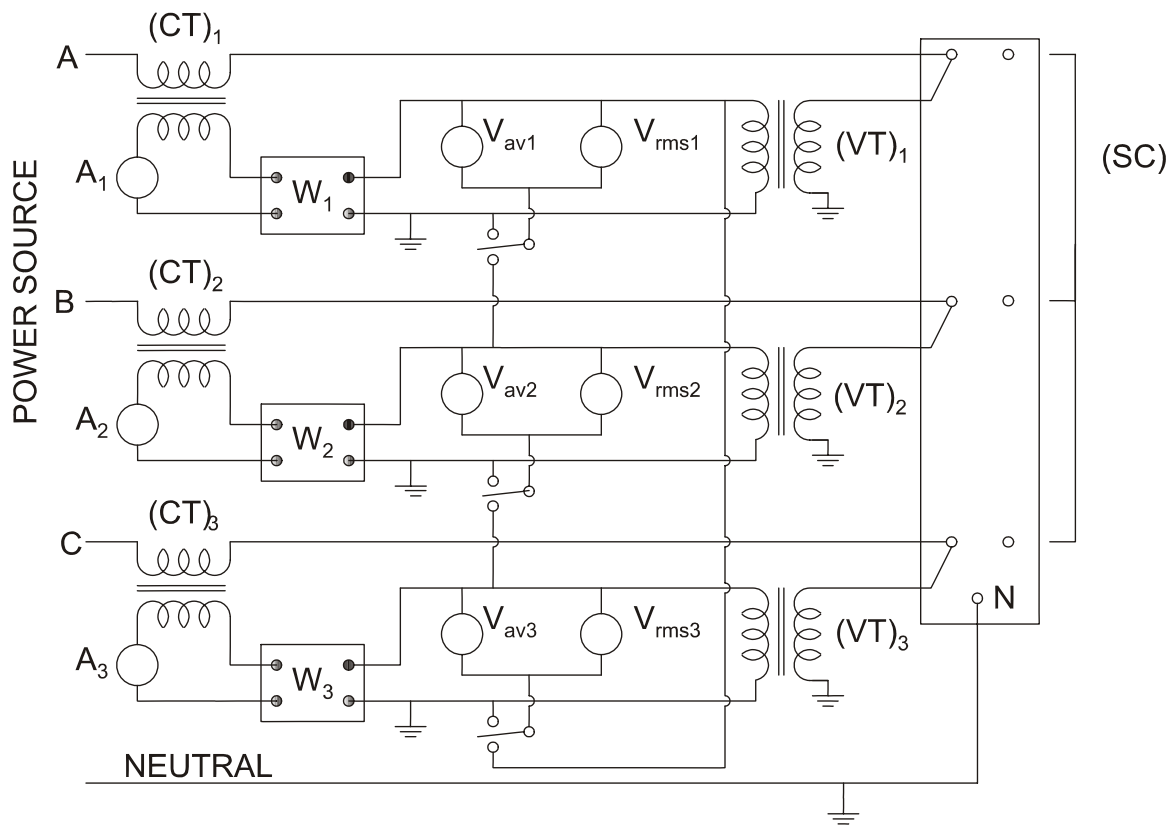 (CT)1
A
Vav1
Vrms1
(VT)1
(SC)
A1
W1
POWER SOURCE
(CT)2
B
Vav2
Vrms2
(VT)2
A2
W2
(CT)3
C
N
Vav3
Vrms3
(VT)3
A3
W3
NEUTRAL